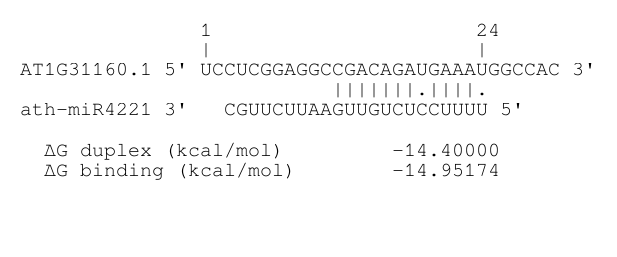 1 24
| |
AT1G31160.1 5' UCCUCGGAGGCCGACAGAUGAAAUGGCCAC 3'
|||||||.||||.
ath-miR4221 3' CGUUCUUAAGUUGUCUCCUUUU 5'
ΔG duplex (kcal/mol) -14.40000
ΔG binding (kcal/mol) -14.95174